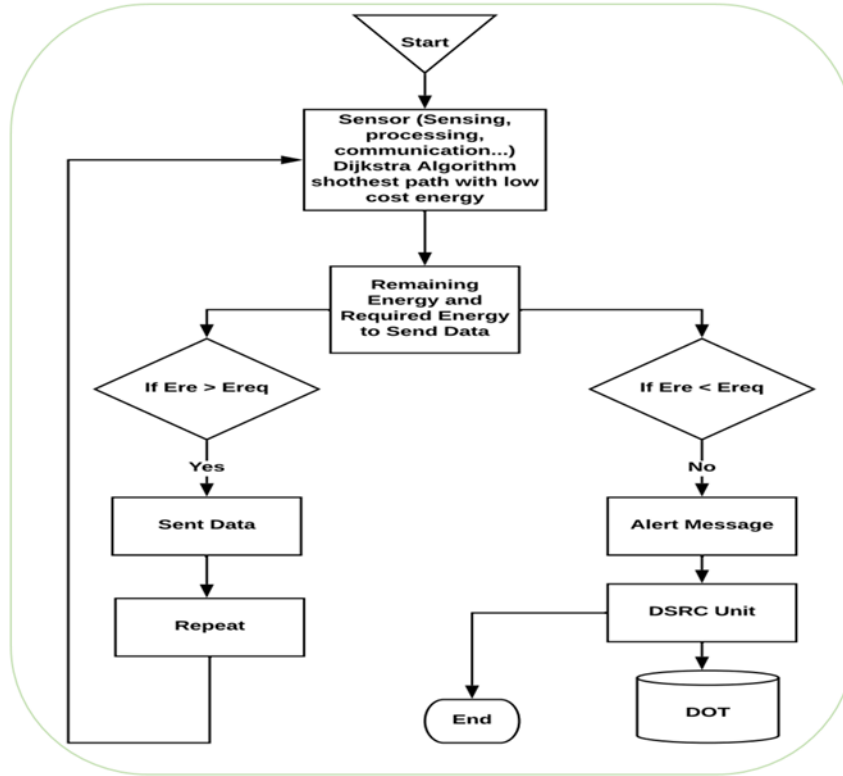 Start
Sensor (Sensing,
processing,
communication...)
Dijkstra Algorithm
shothest path with low
cost energy
Remaining
Energy and
Required Energy
to Send Data
If Ere > Ereq
If Ere < Ereq
Yes
No
Sent Data
Alert Message
Repeat
DSRC Unit
End
DOT